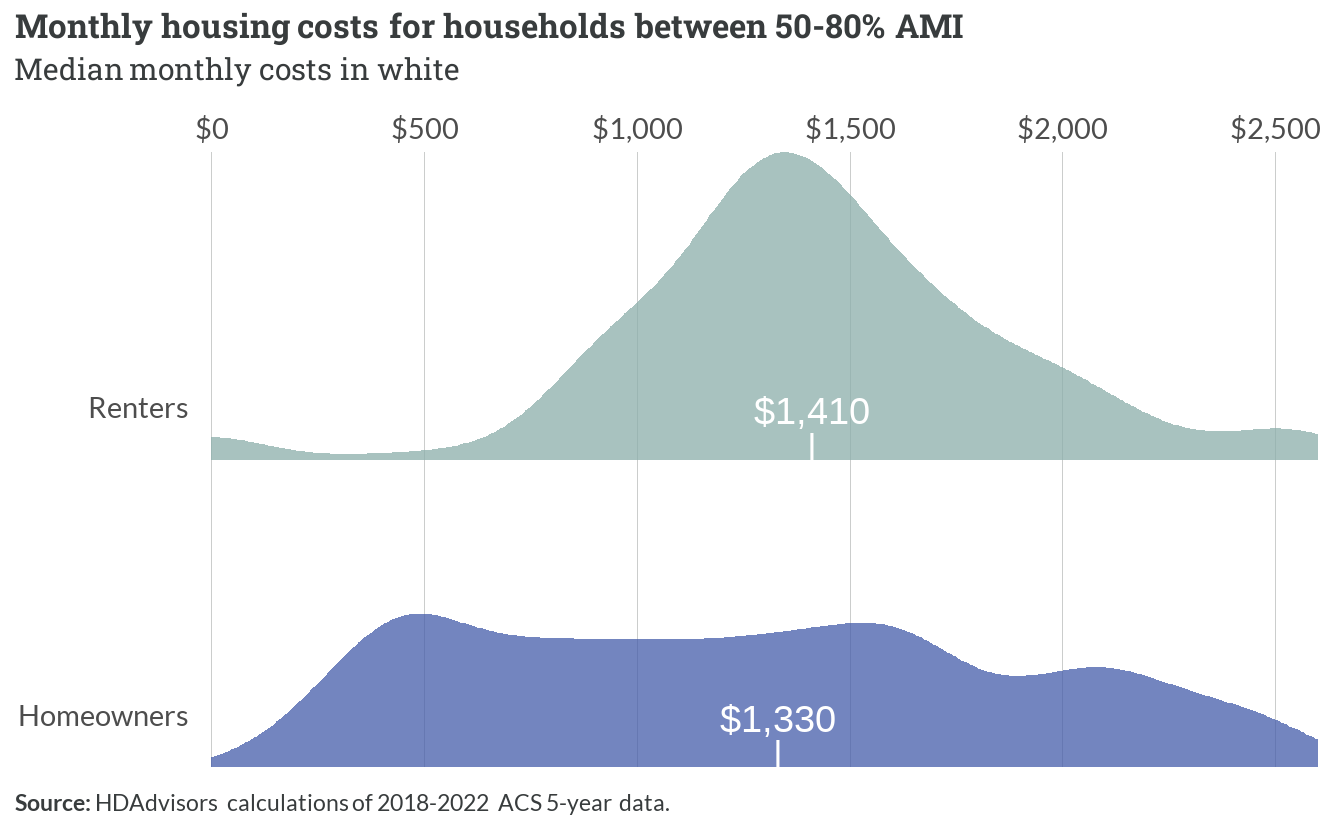 Monthly housing costs for households between 50-80% AMI
Median monthly costs in white
$0 $500 $1,000 $1,500 $2,000 $2,500
$1,410
Renters
$1,330
Homeowners
Source: HDAdvisors calculations of 2018-2022 ACS 5-year data.